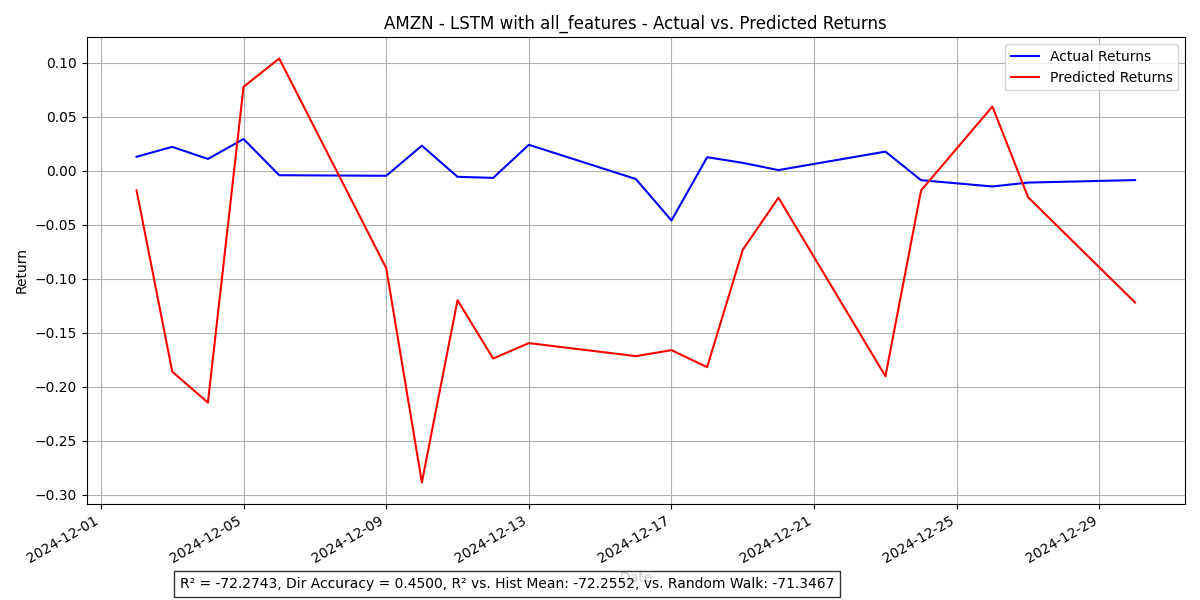 AMZN - LSTM with all_features - Actual vs. Predicted Returns
Actual Returns
Predicted Returns
Return
0.10
0.05
0.00
−0.05
−0.10
−0.15
−0.20
−0.25
−0.30
2024-12-01
2024-12-05
2024-12-09
2024-12-13
2024-12-17
2024-12-21
2024-12-25
2024-12-29
Date
R² = -72.2743, Dir Accuracy = 0.4500, R² vs. Hist Mean: -72.2552, vs. Random Walk: -71.3467